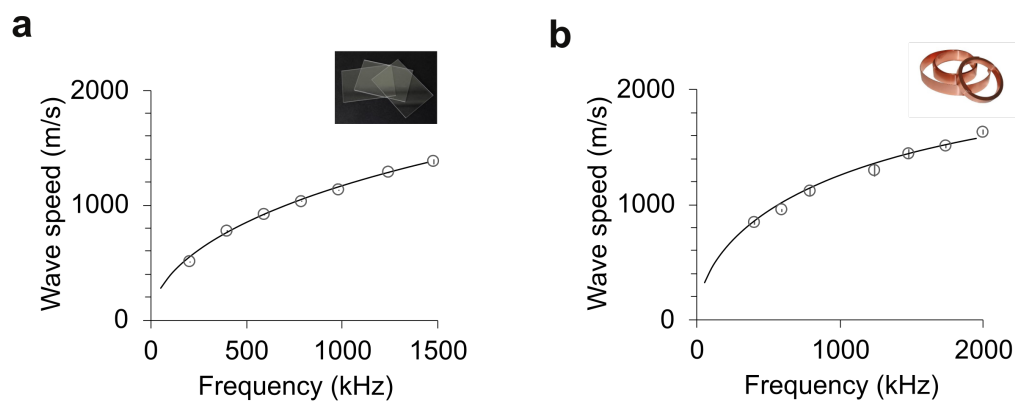 a
2000
1000
0
Wave speed (m/s)
0 500 1000 1500
Frequency (kHz)
b
2000
1000
0
Wave speed (m/s)
0 1000 2000
Frequency (kHz)